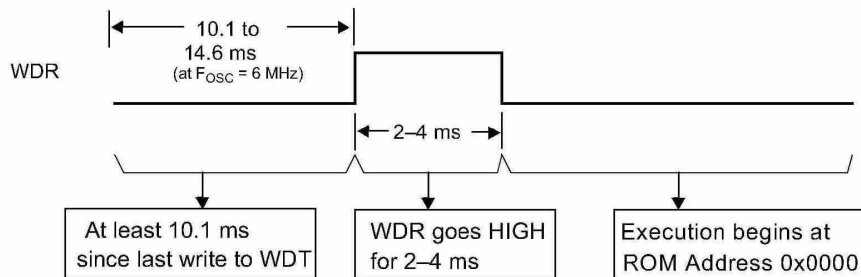 10.1 to
14.6 ms
(at FOSC = 6 MHz)
WDR
2–4 ms
At least 10.1 ms
since last write to WDT
WDR goes HIGH
for 2–4 ms
Execution begins at
ROM Address 0x0000